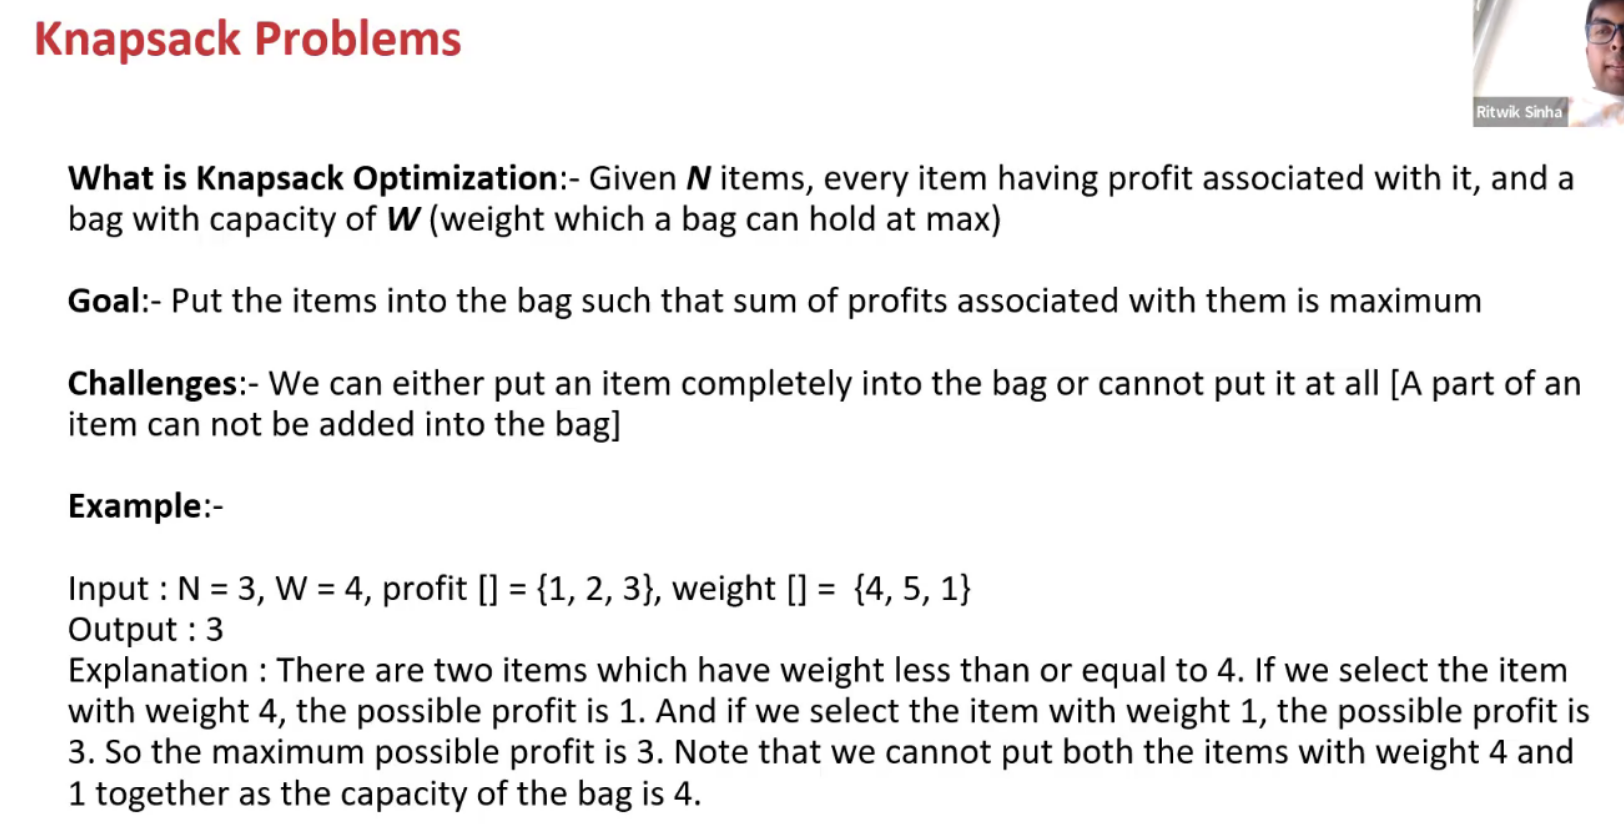 Knapsack Problems
Ritwik Sinha
What is Knapsack Optimization:- Given N items, every item having profit associated with it, and a
bag with capacity of W (weight which a bag can hold at max)
Goal:- Put the items into the bag such that sum of profits associated with them is maximum
Challenges:- We can either put an item completely into the bag or cannot put it at all [A part of an
item can not be added into the bag]
Example:-
Input : N = 3, W = 4, profit [] = {1, 2, 3}, weight [] =  {4, 5, 1}
Output : 3
Explanation : There are two items which have weight less than or equal to 4. If we select the item
with weight 4, the possible profit is 1. And if we select the item with weight 1, the possible profit is
3. So the maximum possible profit is 3. Note that we cannot put both the items with weight 4 and
1 together as the capacity of the bag is 4.